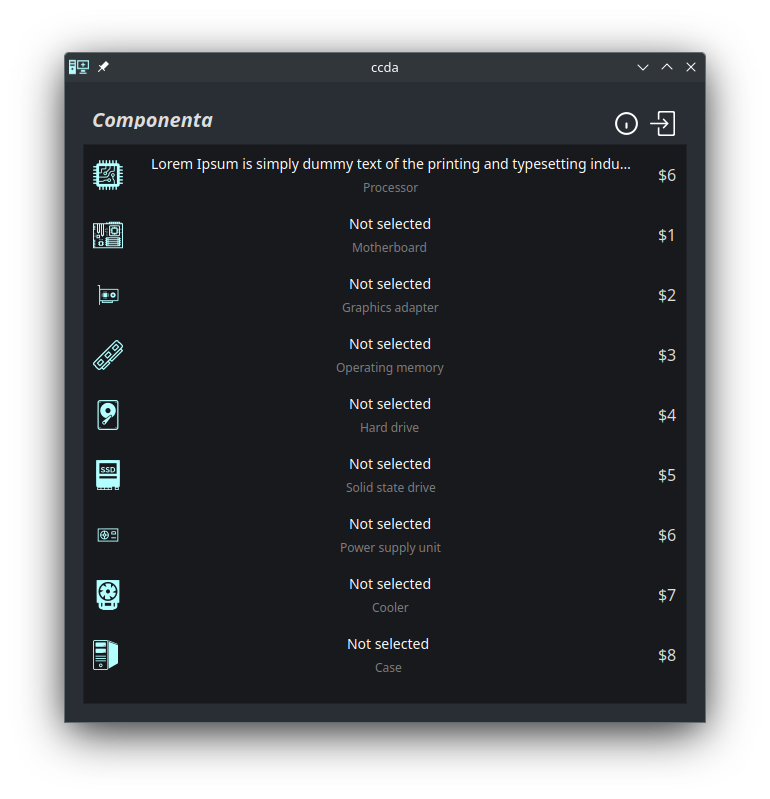 ccda
Componenta
Lorem Ipsum is simply dummy text of the printing and typesetting indu...
Processor
$6
Not selected
Motherboard
$1
Not selected
Graphics adapter
$2
Not selected
Operating memory
$3
Not selected
Hard drive
$4
SSD
Not selected
Solid state drive
$5
Not selected
Power supply unit
$6
Not selected
Cooler
$7
Not selected
Case
$8